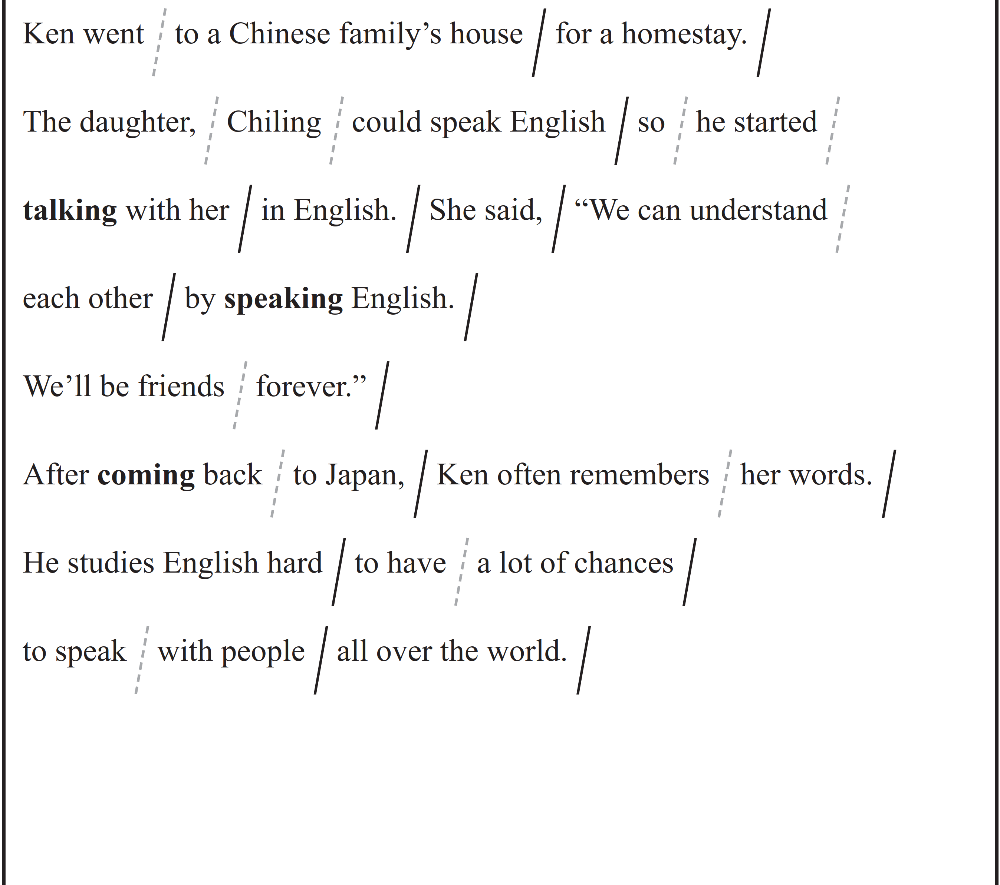 Ken went / to a Chinese family’s house / for a homestay. /
The daughter, / Chiling / could speak English / so / he started /
talking with her / in English. / She said, / “We can understand /
each other / by speaking English. /
We’ll be friends / forever.” /
After coming back / to Japan, / Ken often remembers / her words. /
He studies English hard / to have / a lot of chances /
to speak / with people / all over the world. /